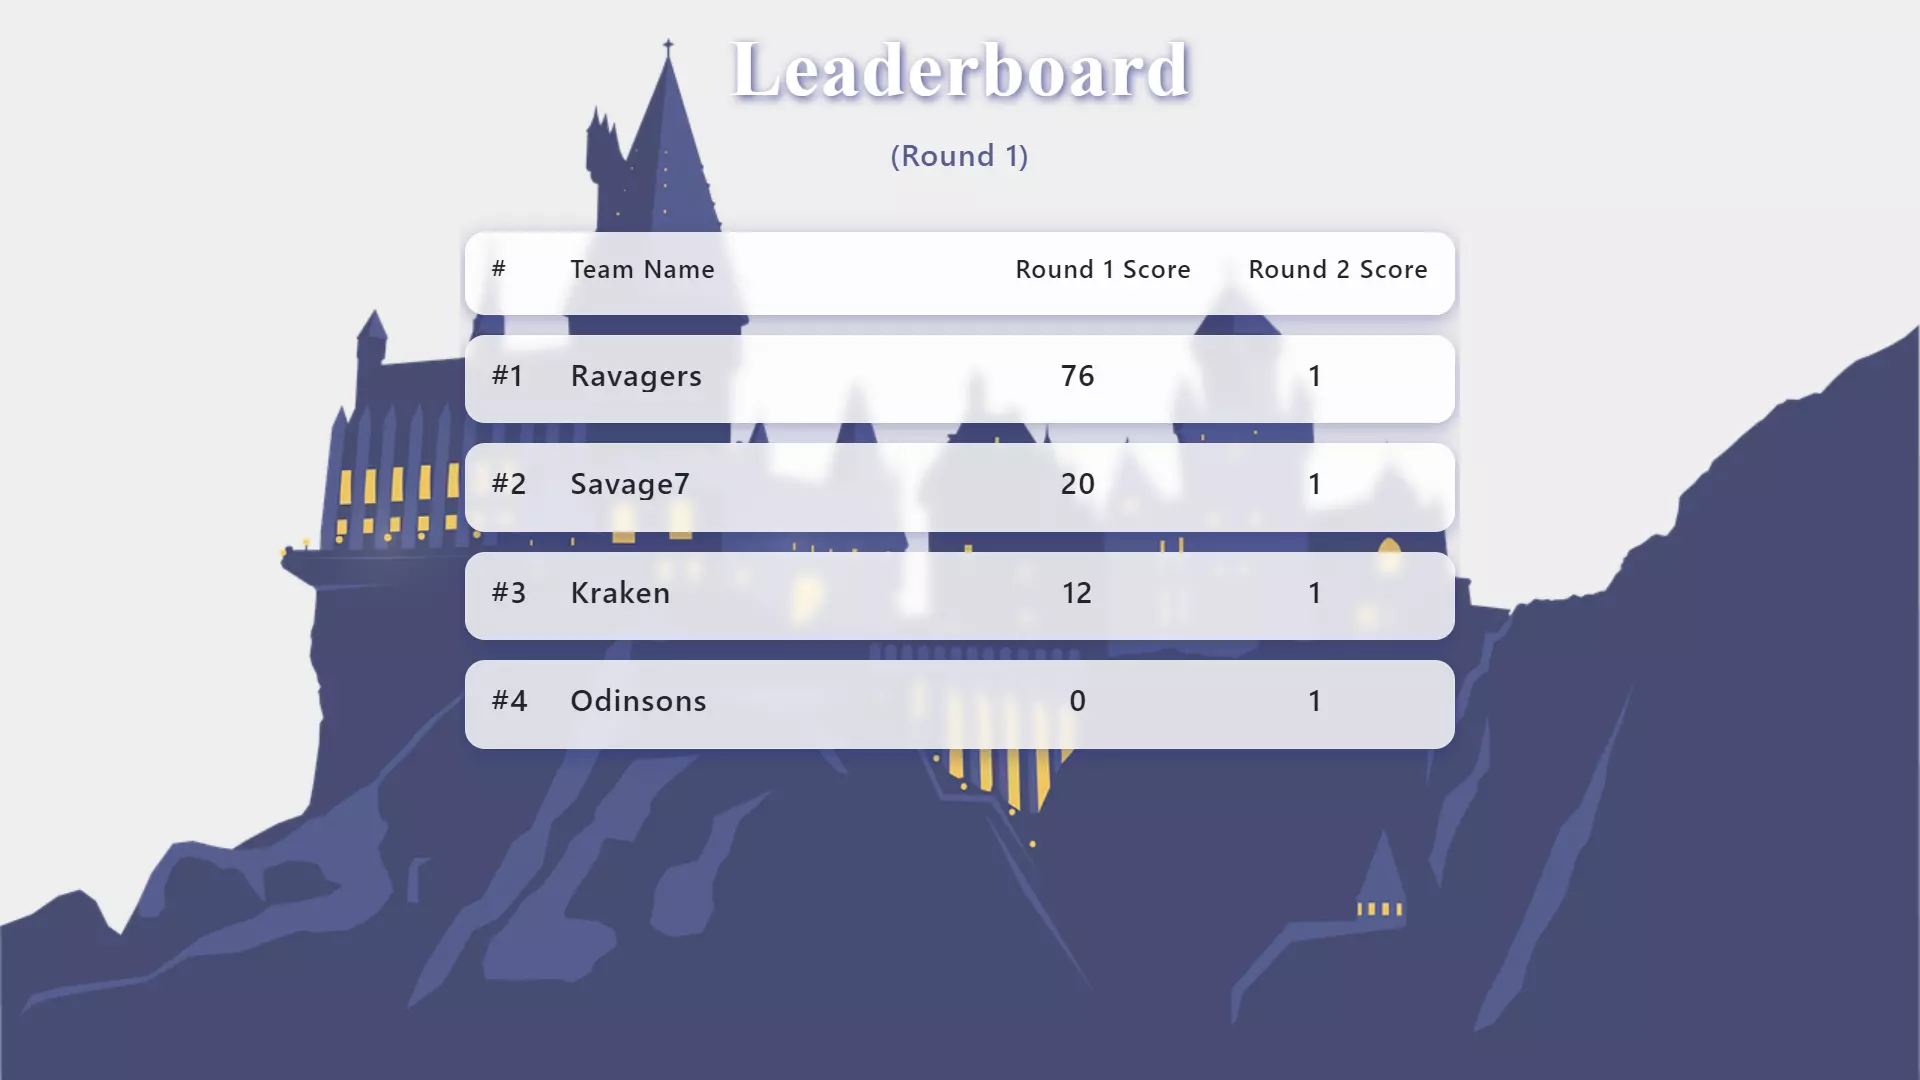 Leaderboard
(Round 1)
# Team Name Round 1 Score Round 2 Score
#1 Ravagers 76 1
#2 Savage7 20 1
#3 Kraken 12 1
#4 Odinsons 0 1